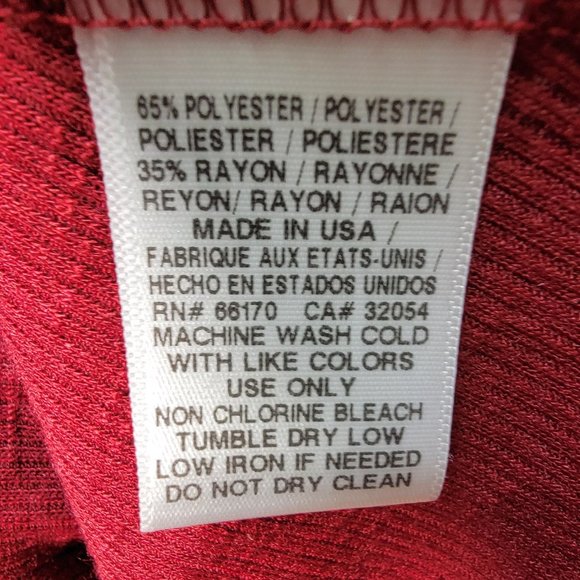 65% POLYESTER / POLYESTER /
POLIESTER / POLIESTERE
35% RAYON / RAYONNE /
REYON/ RAYON / RAION
MADE IN USA /
FABRIQUE AUX ETATS-UNIS /
HECHO EN ESTADOS UNIDOS
RN# 66170 CA# 32054
MACHINE WASH COLD
WITH LIKE COLORS
USE ONLY
NON CHLORINE BLEACH
TUMBLE DRY LOW
LOW IRON IF NEEDED
DO NOT DRY CLEAN